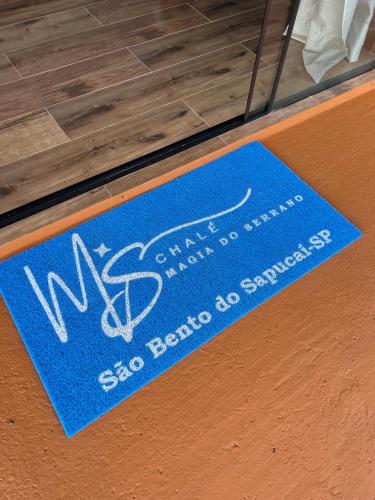 MS
CHALÉ
MAGIA DO SERRANO
São Bento do Sapucaí-SP